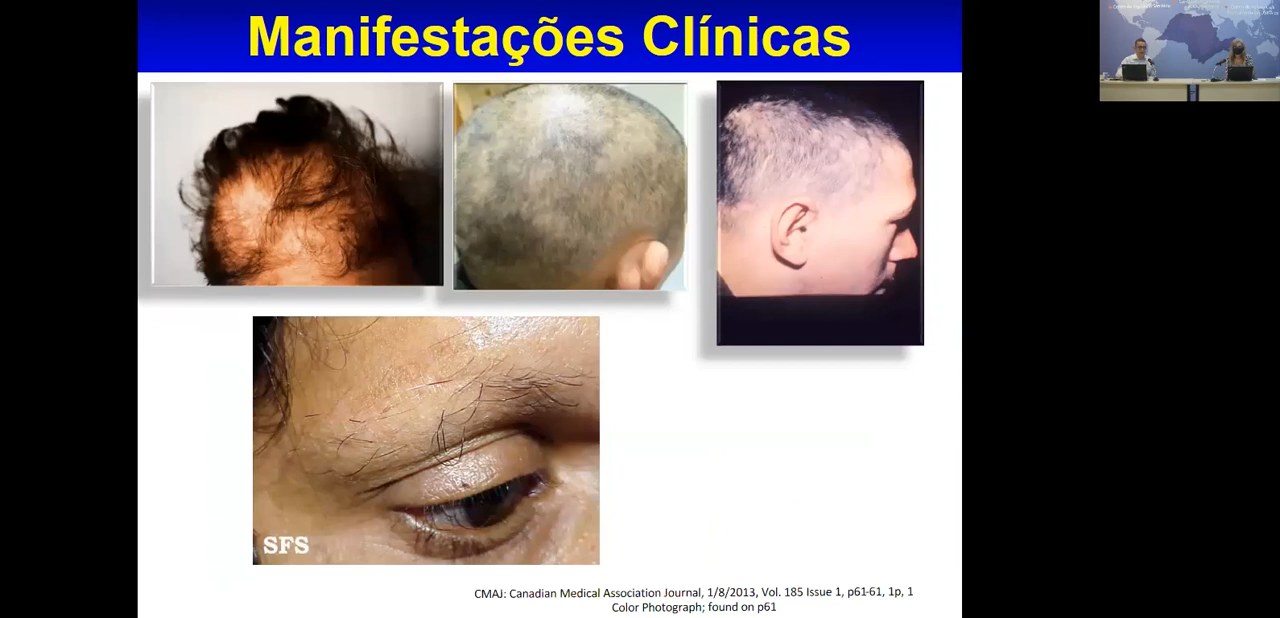 Manifestações Clínicas
SFS
CMAJ: Canadian Medical Association Journal, 1/8/2013, Vol. 185 Issue 1, p61-61, 1p, 1
Color Photograph; found on p61